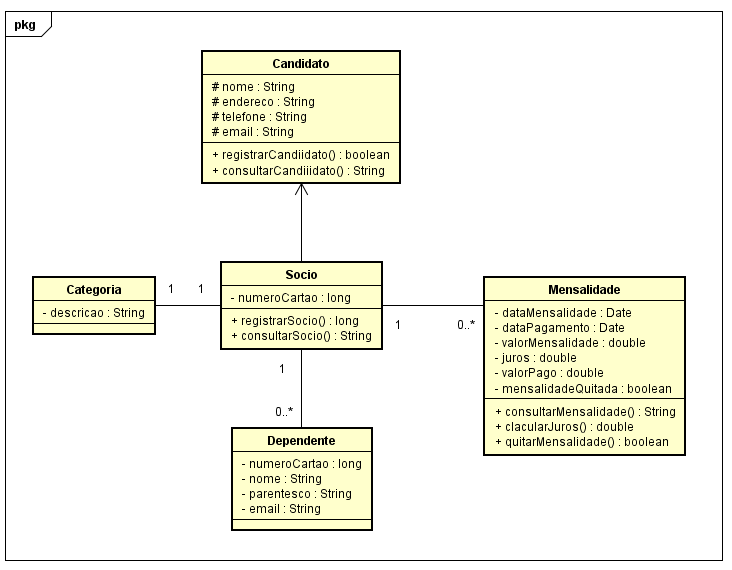 pkg
Candidato
# nome : String
# endereco : String
# telefone : String
# email : String
+ registrarCandiidato() : boolean
+ consultarCandiiidato() : String
Categoria
- descricao : String
1
1
Socio
- numeroCartao : long
+ registrarSocio() : long
+ consultarSocio() : String
1
0..*
Mensalidade
- dataMensalidade : Date
- dataPagamento : Date
- valorMensalidade : double
- juros : double
- valorPago : double
- mensalidadeQuitada : boolean
+ consultarMensalidade() : String
+ clacularJuros() : double
+ quitarMensalidade() : boolean
1
0..*
Dependente
- numeroCartao : long
- nome : String
- parentesco : String
- email : String